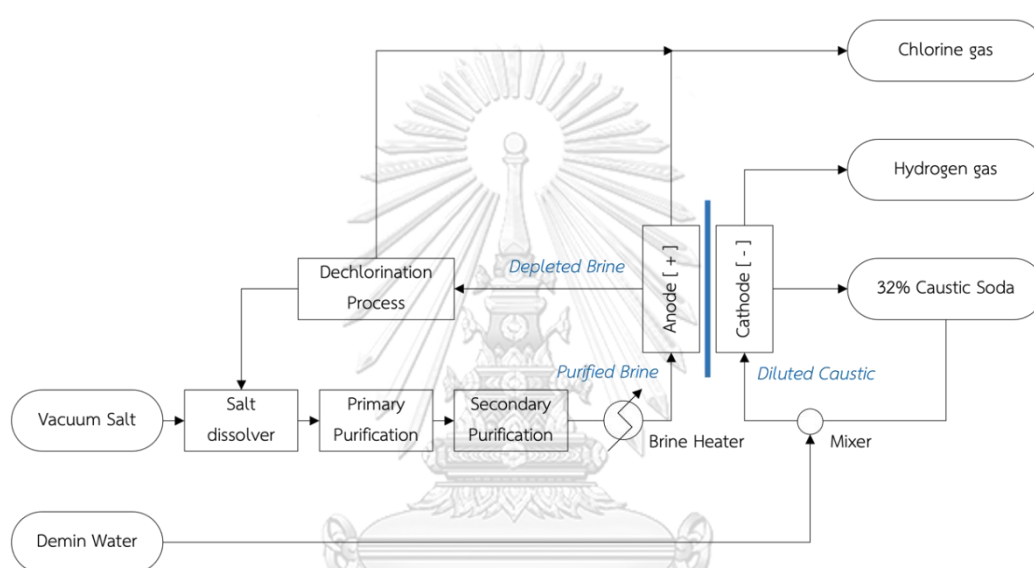 Chlorine gas
Hydrogen gas
Depleted Brine
Dechlorination
Process
Anode [ + ]
Cathode [ - ]
32% Caustic Soda
Purified Brine
Diluted Caustic
Vacuum Salt
Salt
dissolver
Primary
Purification
Secondary
Purification
Brine Heater
Mixer
Demin Water